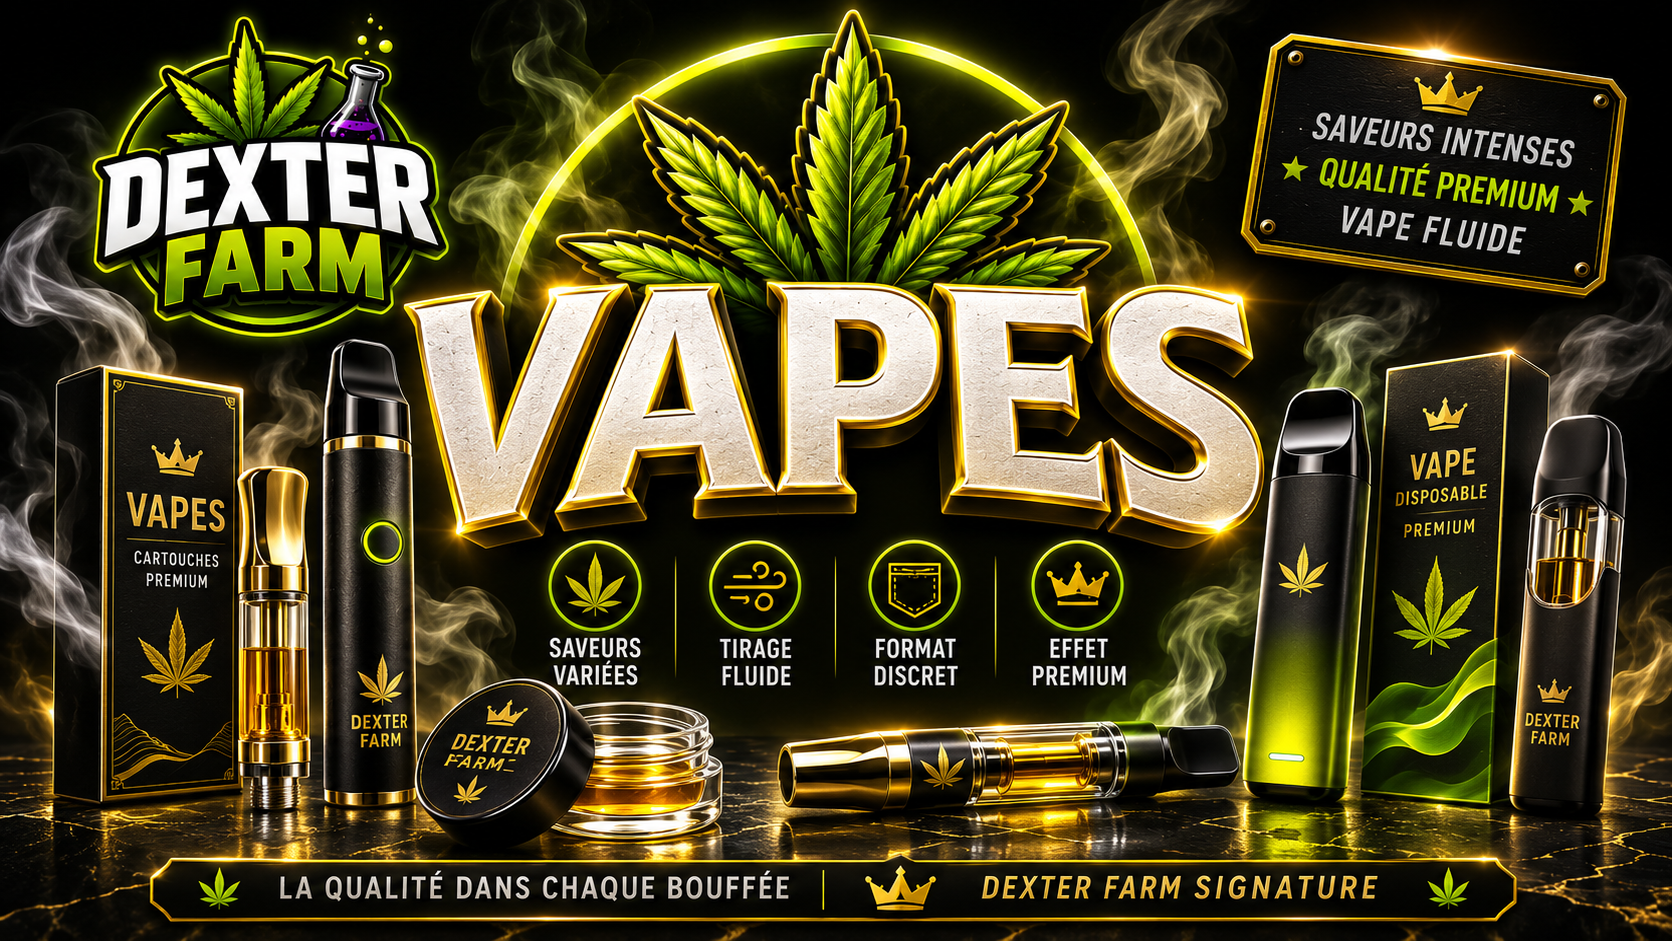 DEXTER
FARM
SAVEURS INTENSES
QUALITÉ PREMIUM
VAPE FLUIDE
VAPES
VAPES
CARTOUCHES
PREMIUM
DEXTER
FARM
DEXTER
FARMS
SAVEURS
VARIÉES
TIRAGE
FLUIDE
FORMAT
DISCRET
EFFET
PREMIUM
VAPE
DISPOSABLE
PREMIUM
DEXTER
FARM
LA QUALITÉ DANS CHAQUE BOUFFÉE
DEXTER FARM SIGNATURE